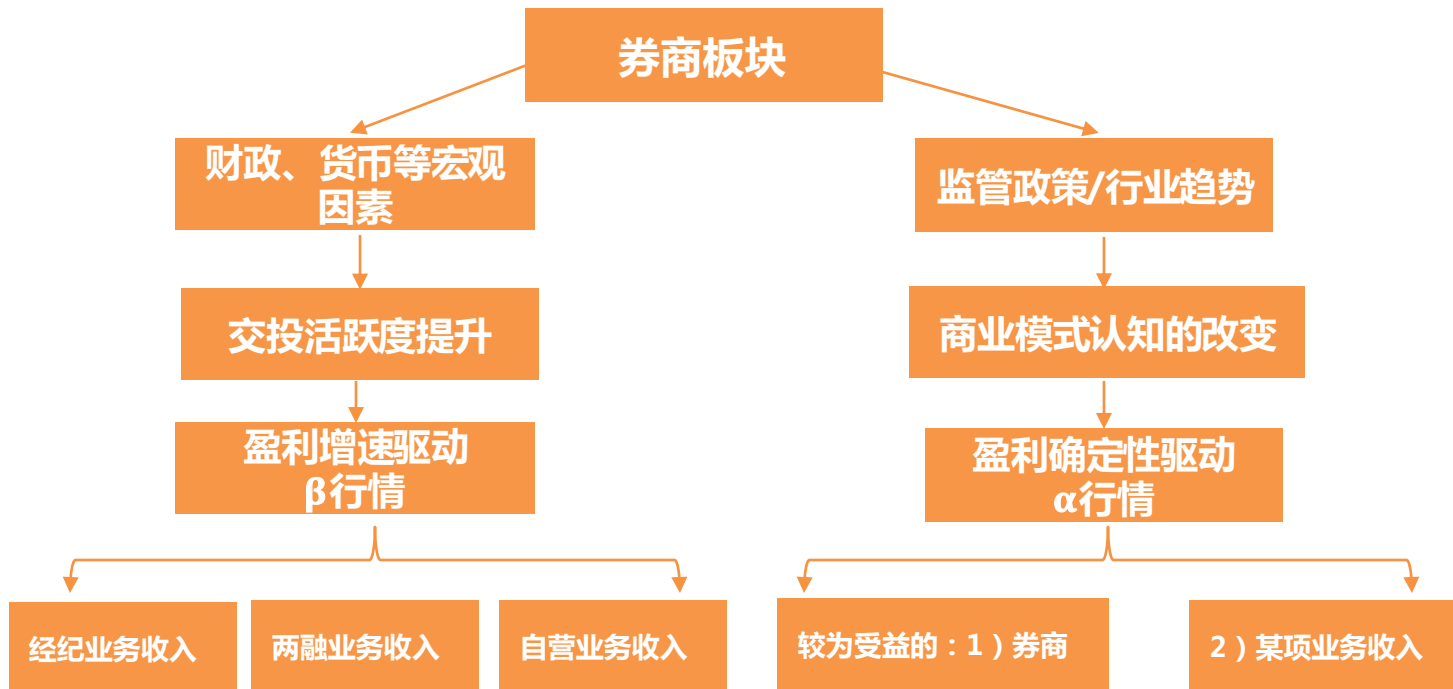 券商板块
财政、货币等宏观
因素
监管政策/行业趋势
交投活跃度提升
商业模式认知的改变
盈利增速驱动
β行情
盈利确定性驱动
α行情
经纪业务收入
两融业务收入
自营业务收入
较为受益的：1）券商
2）某项业务收入